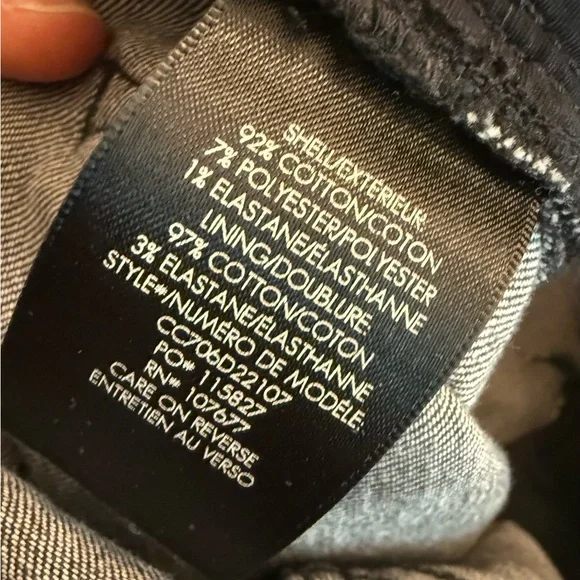 SHELL/EXTERIEUR
92% COTTON/COTON
7% POLYESTER/POLYESTER
1% ELASTANE/ÉLASTHANNE
LINING/DOUBLURE
97% COTTON/COTON
3% ELASTANE/ÉLASTHANNE
STYLE#/NUMÉRO DE MODÈLE
CC706D22107
PO# 115827
RN# 107677
CARE ON REVERSE
ENTRETIEN AU VERSO